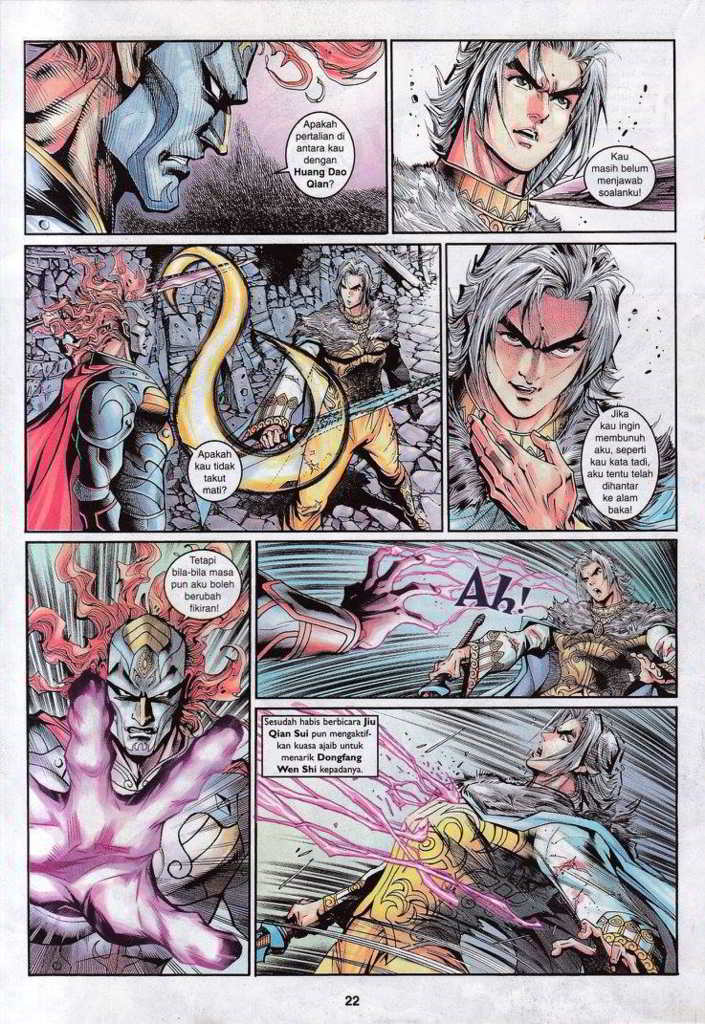 Apakah
pertalian di
antara kau
dengan
Huang Dao
Qian?
Kau
masih belum
menjawab
soalanku!
Apakah
kau tidak
takut
mati?
Jika
kau ingin
membunuh
aku, seperti
kau kata tadi,
aku tentu telah
dihantar
ke alam
baka!
Tetapi
bila-bila masa
pun aku boleh
berubah
fikiran!
Ah!
Sesudah habis berbicara Jiu
Qian Sui pun mengaktif-
kan kuasa ajaib untuk
menarik Dongfang
Wen Shi kepadanya.
22